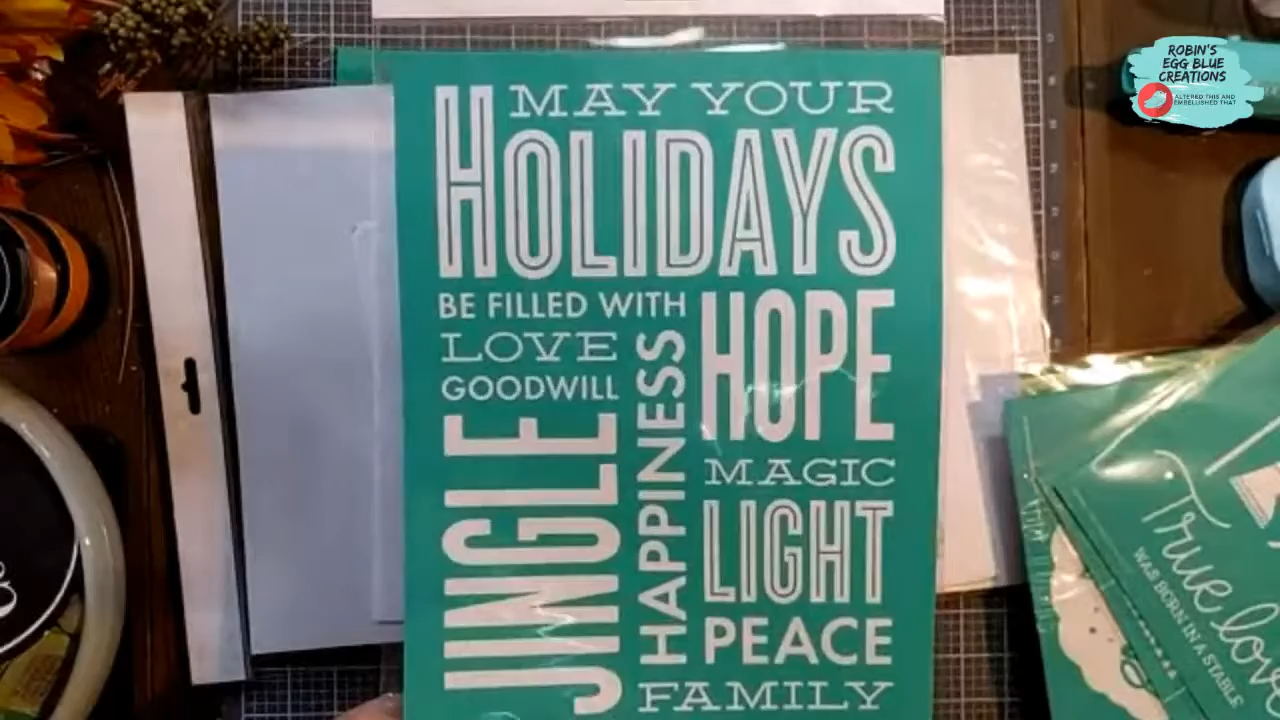 MAY YOUR
HOLIDAYS
BE FILLED WITH
LOVE
GOODWILL
JINGLE
HAPPINESS
HOPE
MAGIC
LIGHT
PEACE
FAMILY
True love
WAS BORN IN A STABLE
ROBIN'S
EGG BLUE
CREATIONS
ALTERED THIS AND
EMBELLISHED THAT